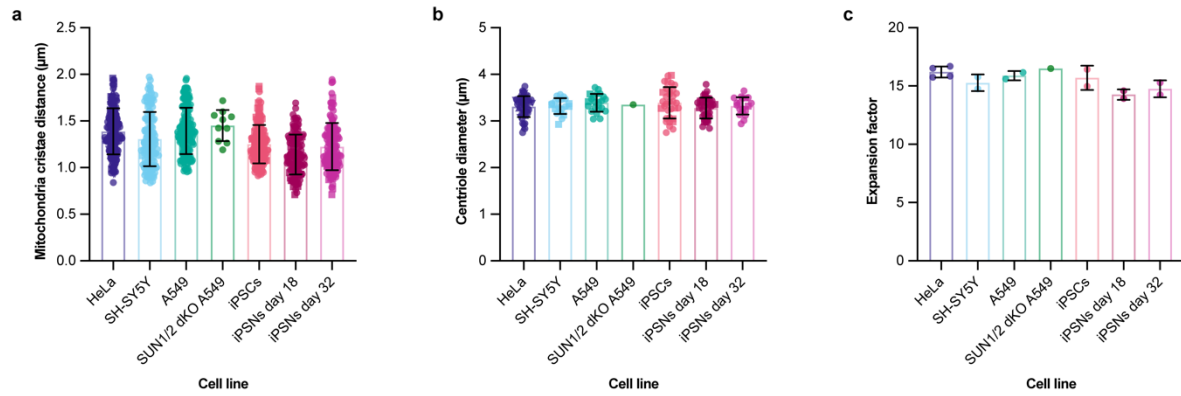 a
Mitochondria cristae distance (µm)
2.5
2.0
1.5
1.0
0.5
0.0
HeLa
SH-SY5Y
A549
SUN1/2 dKO A549
iPSCs
iPSNs day 18
iPSNs day 32
Cell line
b
Centriole diameter (µm)
5
4
3
2
1
0
HeLa
SH-SY5Y
A549
SUN1/2 dKO A549
iPSCs
iPSNs day 18
iPSNs day 32
Cell line
c
Expansion factor
20
15
10
5
0
HeLa
SH-SY5Y
A549
SUN1/2 dKO A549
iPSCs
iPSNs day 18
iPSNs day 32
Cell line